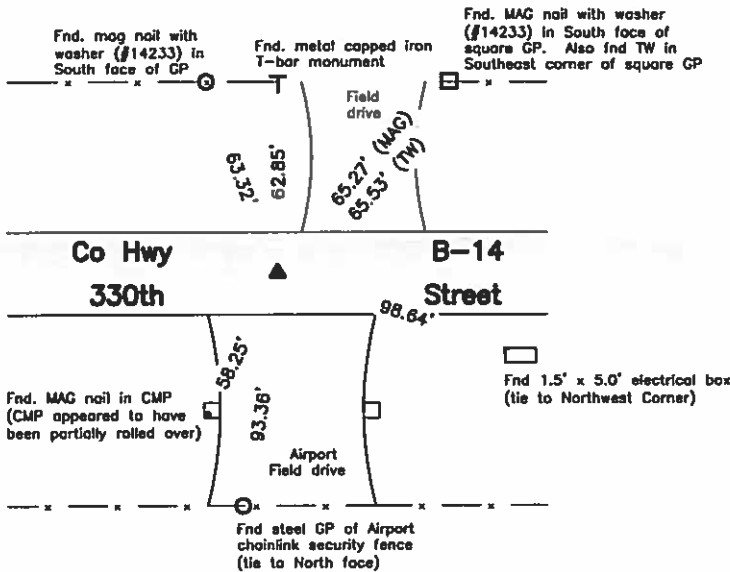 Fnd. mag nail with
washer (#14233) in
South face of GP
Fnd. metal capped iron
T-bar monument
Fnd. MAG nail with washer
(#14233) in South face of
square GP. Also fnd TW in
Southeast corner of square GP
Field
drive
63.32'
62.85'
65.27' (MAG)
65.53' (TW)
Co Hwy
B-14
330th
Street
98.64'
58.25'
93.36'
Fnd 1.5' x 5.0' electrical box
(tie to Northwest Corner)
Fnd. MAG nail in CMP
(CMP appeared to have
been partially rolled over)
Airport
Field drive
Fnd steel GP of Airport
chainlink security fence
(tie to North face)